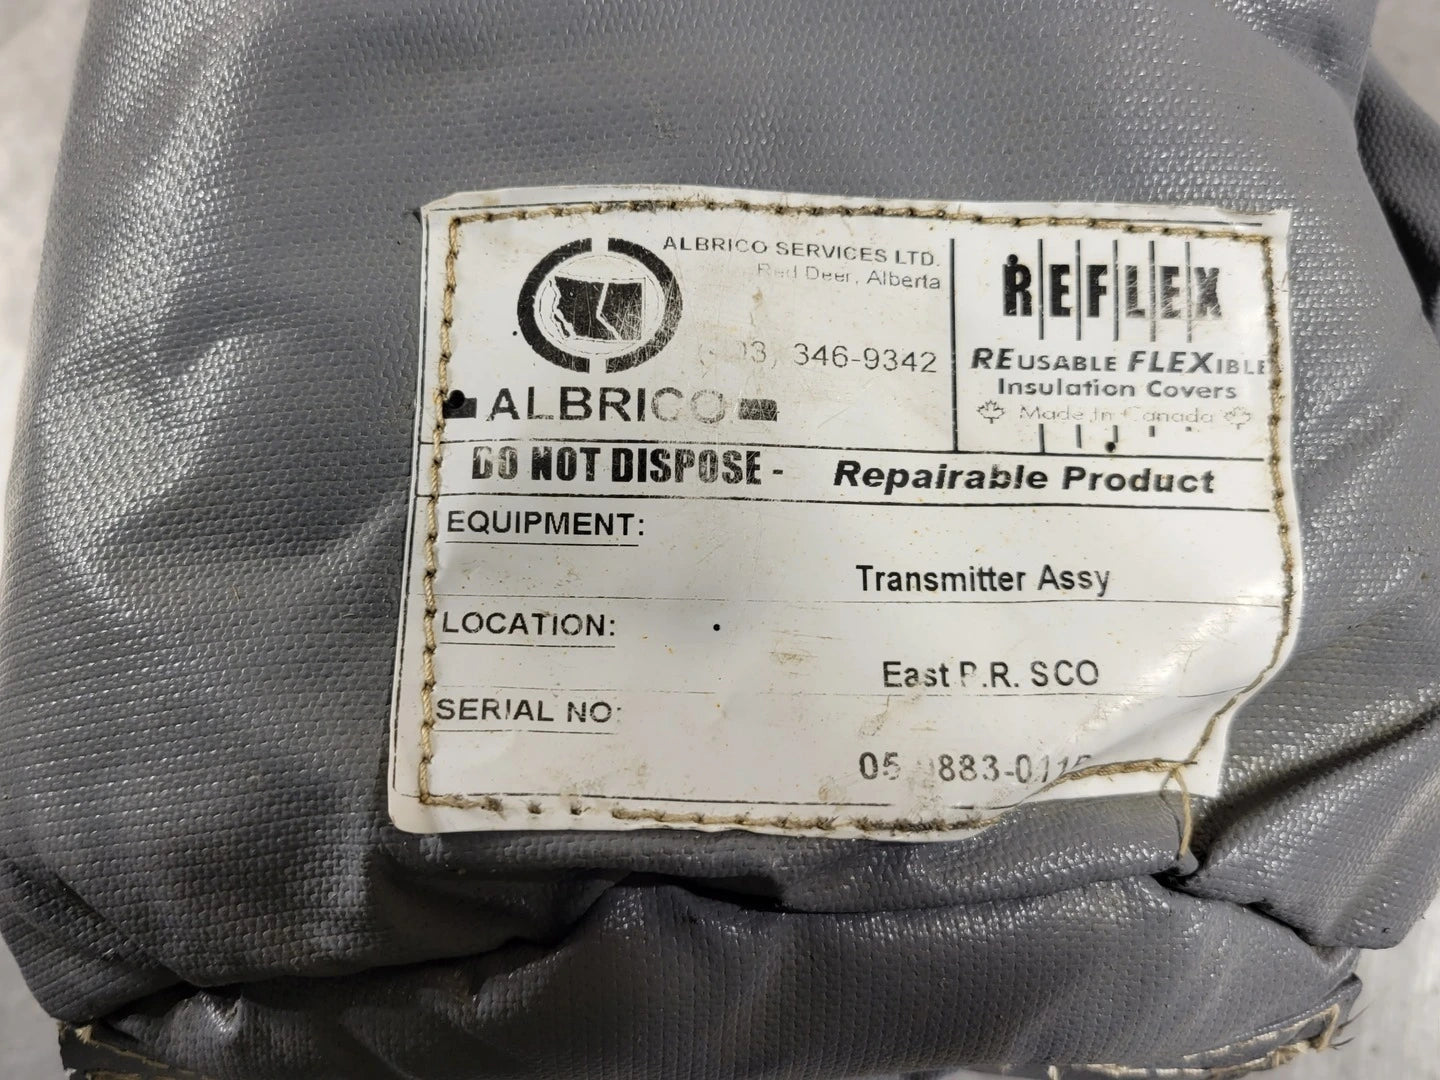 ALBRICO SERVICES LTD.
Red Deer, Alberta
346-9342
ALBRICO
REFLEX
REUSABLE FLEXIBLE
Insulation Covers
Made in Canada
DO NOT DISPOSE - Repairable Product
EQUIPMENT:
Transmitter Assy
LOCATION:
East R. SCO
SERIAL NO: